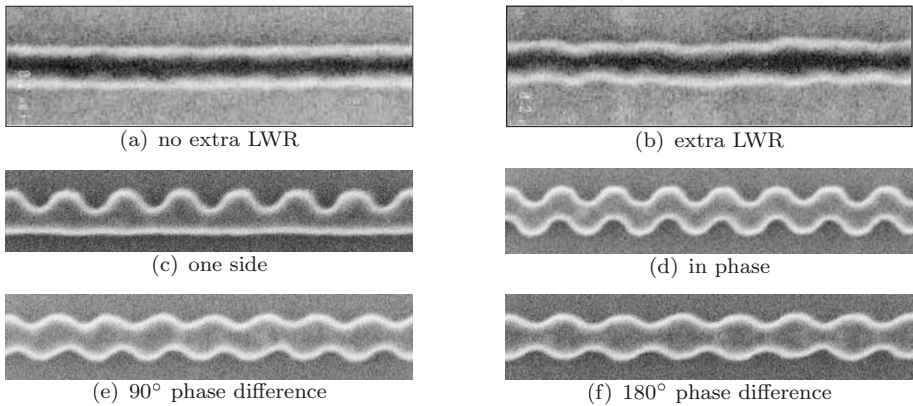 (a) no extra LWR
(b) extra LWR
(c) one side
(d) in phase
(e) 90° phase difference
(f) 180° phase difference